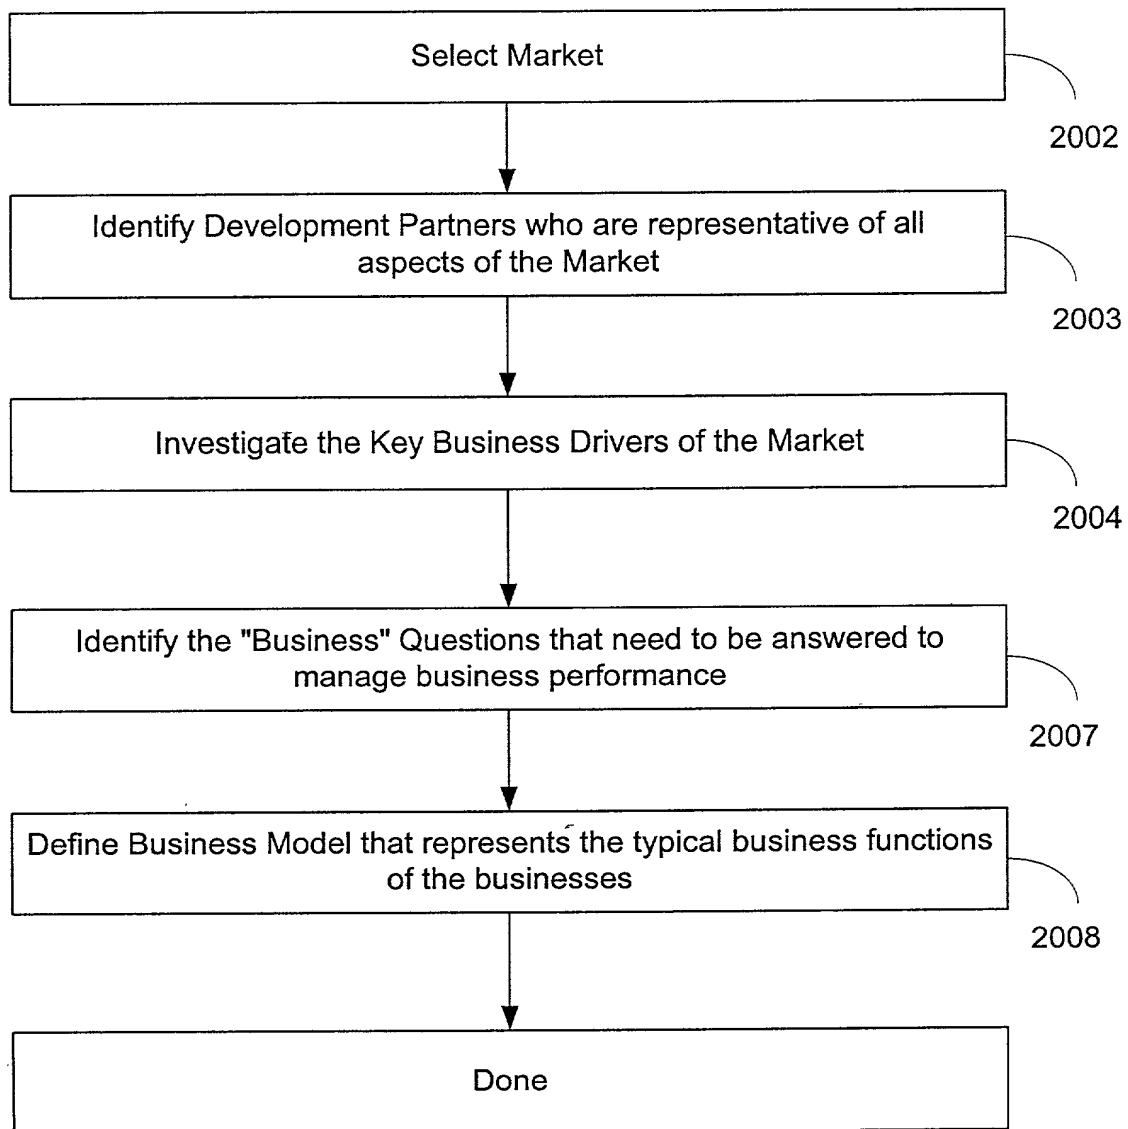 Select Market
2002
Identify Development Partners who are representative of all
aspects of the Market
2003
Investigate the Key Business Drivers of the Market
2004
Identify the "Business" Questions that need to be answered to
manage business performance
2007
Define Business Model that represents the typical business functions
of the businesses
2008
Done